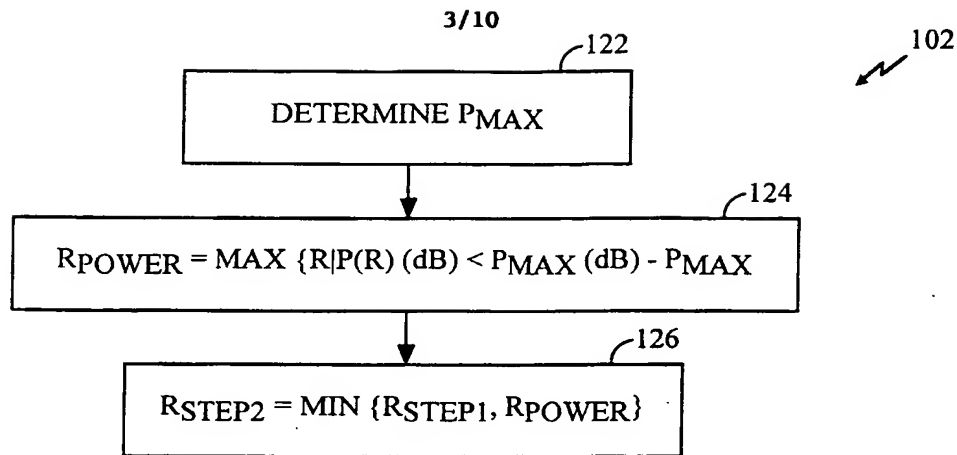 3/10
122
102
DETERMINE PMAX
124
RPOWER = MAX {R|P(R) (dB) < PMAX (dB) - PMAX
126
RSTEP2 = MIN {RSTEP1, RPOWER}